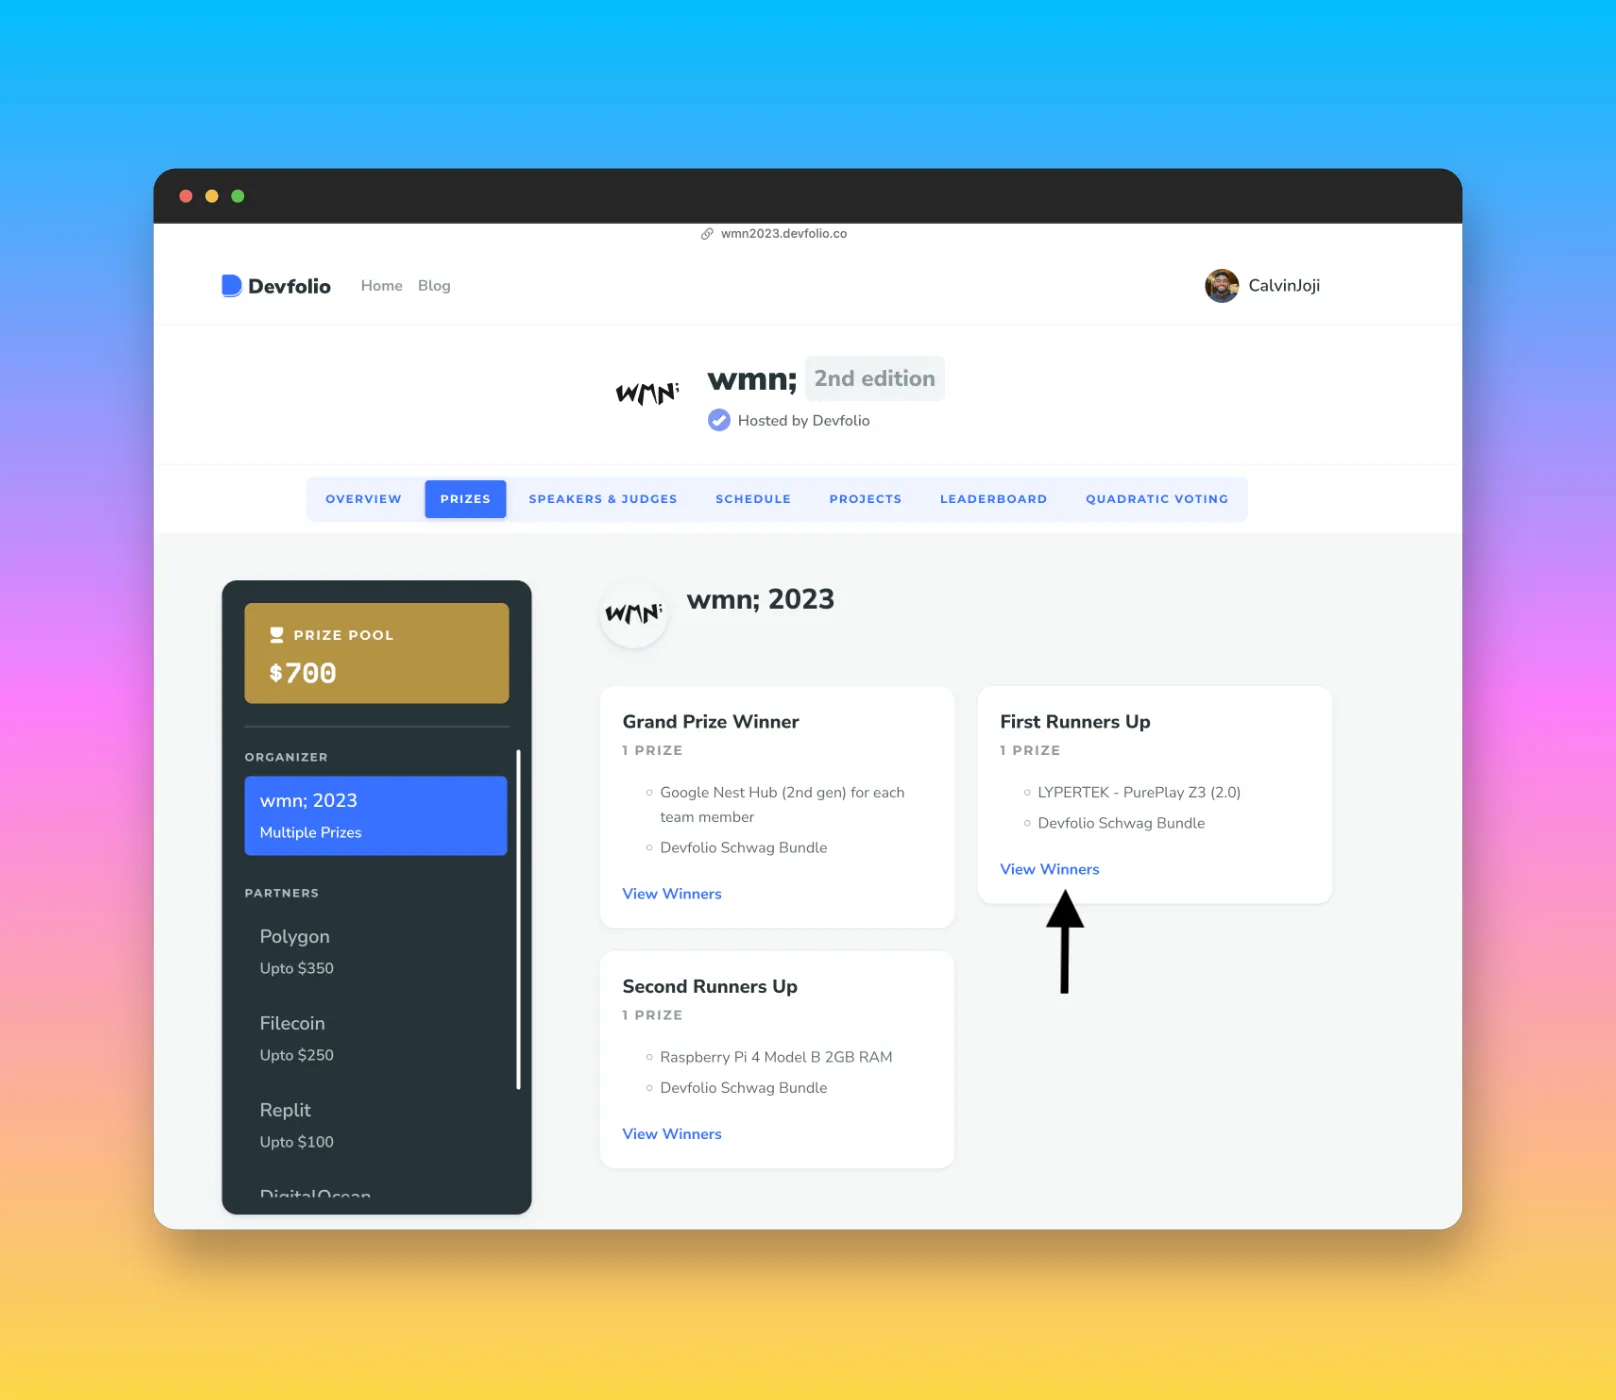 wmn2023.devfolio.co
Devfolio
Home
Blog
CalvinJoji
WMN;
wmn; 2nd edition
Hosted by Devfolio
OVERVIEW
PRIZES
SPEAKERS & JUDGES
SCHEDULE
PROJECTS
LEADERBOARD
QUADRATIC VOTING
PRIZE POOL
$700
ORGANIZER
wmn; 2023
Multiple Prizes
PARTNERS
Polygon
Upto $350
Filecoin
Upto $250
Replit
Upto $100
DigitalOcean
WMN;
wmn; 2023
Grand Prize Winner
1 PRIZE
Google Nest Hub (2nd gen) for each
team member
Devfolio Schwag Bundle
View Winners
First Runners Up
1 PRIZE
LYPERTEK - PurePlay Z3 (2.0)
Devfolio Schwag Bundle
View Winners
Second Runners Up
1 PRIZE
Raspberry Pi 4 Model B 2GB RAM
Devfolio Schwag Bundle
View Winners